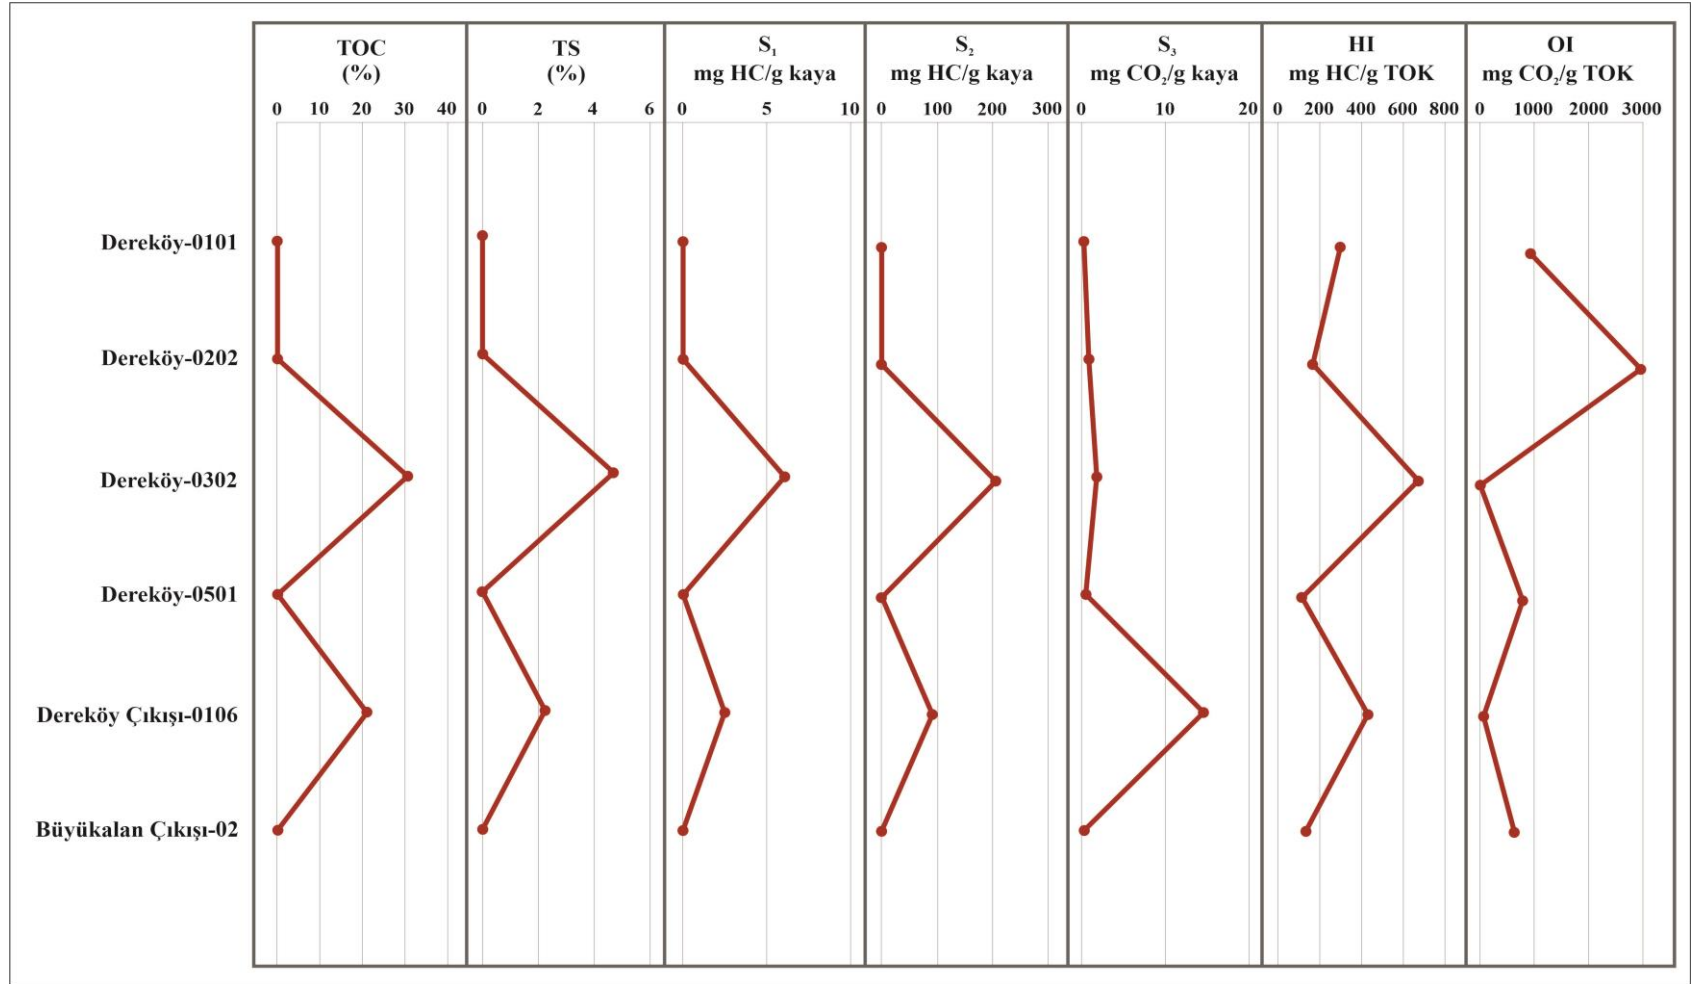 TOC
(%)
0 10 20 30 40
TS
(%)
0 2 4 6
S₁
mg HC/g kaya
0 5 10
S₂
mg HC/g kaya
0 100 200 300
S₃
mg CO₂/g kaya
0 10 20
HI
mg HC/g TOK
0 200 400 600 800
OI
mg CO₂/g TOK
0 1000 2000 3000
Dereköy-0101
Dereköy-0202
Dereköy-0302
Dereköy-0501
Dereköy Çıkışı-0106
Büyükalan Çıkışı-02